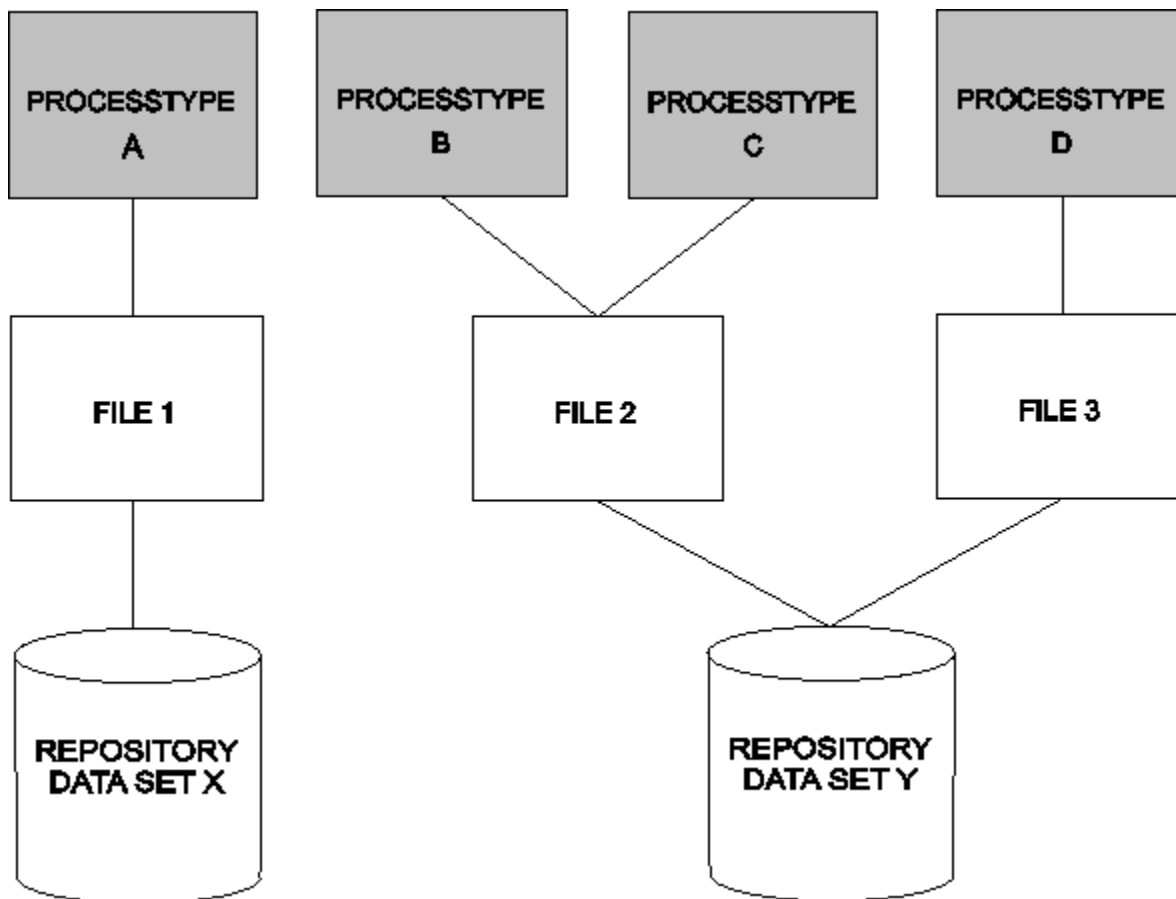 PROCESSTYPE
A
PROCESSTYPE
B
PROCESSTYPE
C
PROCESSTYPE
D
FILE 1
FILE 2
FILE 3
REPOSITORY
DATA SET X
REPOSITORY
DATA SET Y